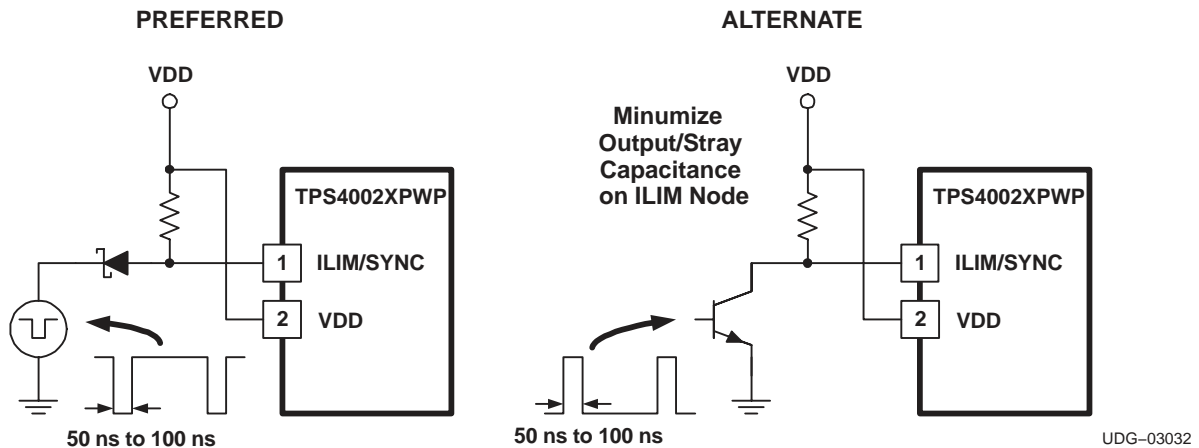 PREFERRED
VDD
TPS4002XPWP
1
ILIM/SYNC
2
VDD
50 ns to 100 ns
ALTERNATE
VDD
Minumize
Output/Stray
Capacitance
on ILIM Node
TPS4002XPWP
1
ILIM/SYNC
2
VDD
50 ns to 100 ns
UDG–03032